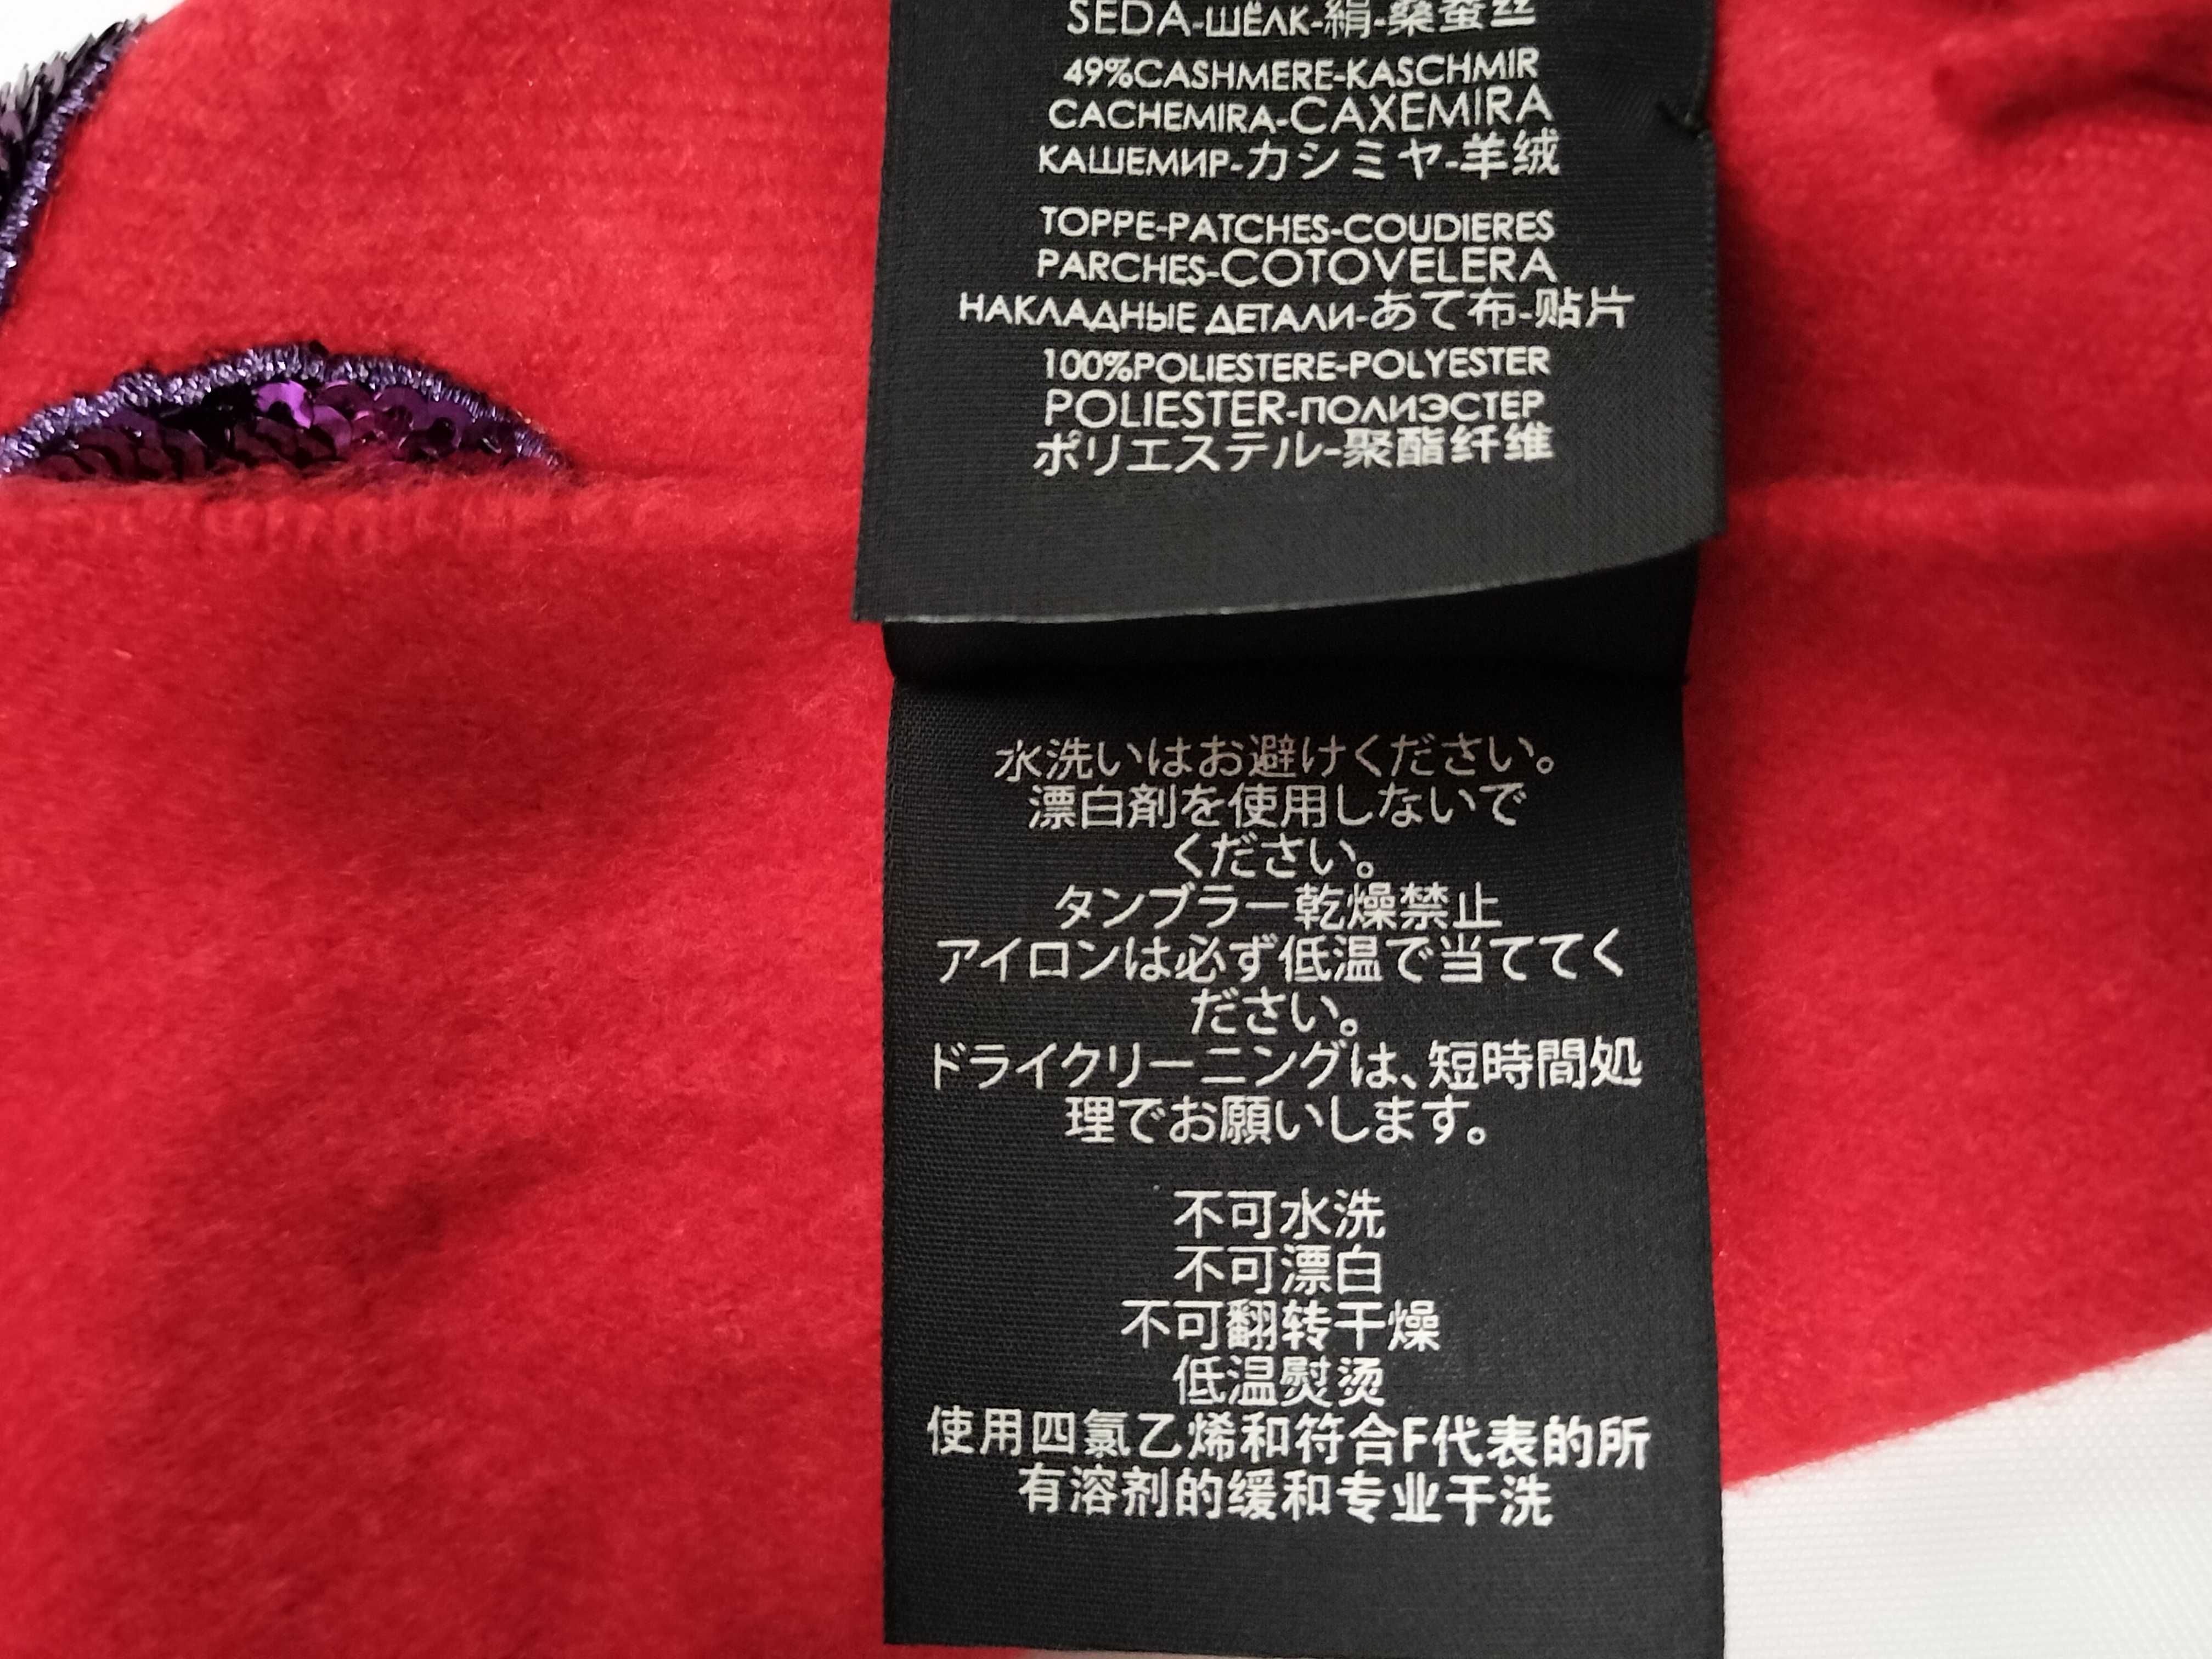 SEDA-ШЁЛК-絹-桑蚕丝
49%CASHMERE-KASCHMIR
CACHEMIRA-CAXEMIRA
КАШЕМИР-カシミヤ-羊绒
TOPPE-PATCHES-COUDIERES
PARCHES-COTOVELERA
НАКЛАДНЫЕ ДЕТАЛИ-あて布-贴片
100%POLIESTERE-POLYESTER
POLIESTER-ПОЛИЭСТЕР
ポリエステル-聚酯纤维
水洗いはお避けください。
漂白剤を使用しないで
ください。
タンブラー乾燥禁止
アイロンは必ず低温で当ててく
ださい。
ドライクリーニングは、短時間処
理でお願いします。
不可水洗
不可漂白
不可翻转干燥
低温熨烫
使用四氯乙烯和符合F代表的所
有溶剂的缓和专业干洗